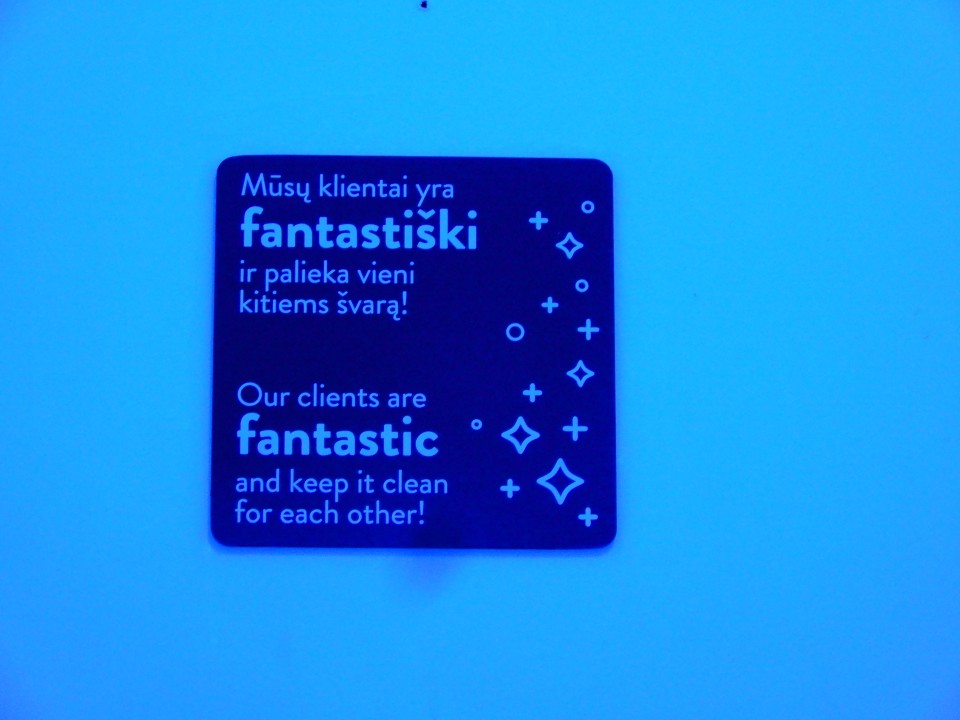 Mūsų klientai yra
fantastiški
ir palieka vieni
kitiems švarą!
Our clients are
fantastic
and keep it clean
for each other!